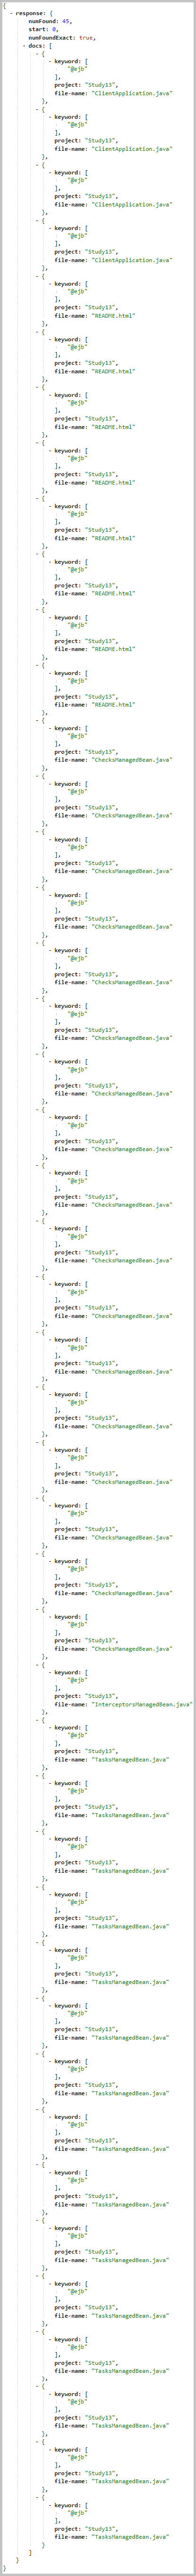 {
- response: {
numFound: 45,
start: 0,
numFoundExact: true,
- docs: [
- {
- keyword: [
"@ejb"
],
project: "Study13",
file-name: "ClientApplication.java"
},
- {
- keyword: [
"@ejb"
],
project: "Study13",
file-name: "ClientApplication.java"
},
- {
- keyword: [
"@ejb"
],
project: "Study13",
file-name: "ClientApplication.java"
},
- {
- keyword: [
"@ejb"
],
project: "Study13",
file-name: "ClientApplication.java"
},
- {
- keyword: [
"@ejb"
],
project: "Study13",
file-name: "README.html"
},
- {
- keyword: [
"@ejb"
],
project: "Study13",
file-name: "README.html"
},
- {
- keyword: [
"@ejb"
],
project: "Study13",
file-name: "README.html"
},
- {
- keyword: [
"@ejb"
],
project: "Study13",
file-name: "README.html"
},
- {
- keyword: [
"@ejb"
],
project: "Study13",
file-name: "README.html"
},
- {
- keyword: [
"@ejb"
],
project: "Study13",
file-name: "README.html"
},
- {
- keyword: [
"@ejb"
],
project: "Study13",
file-name: "README.html"
},
- {
- keyword: [
"@ejb"
],
project: "Study13",
file-name: "README.html"
},
- {
- keyword: [
"@ejb"
],
project: "Study13",
file-name: "ChecksManagedBean.java"
},
- {
- keyword: [
"@ejb"
],
project: "Study13",
file-name: "ChecksManagedBean.java"
},
- {
- keyword: [
"@ejb"
],
project: "Study13",
file-name: "ChecksManagedBean.java"
},
- {
- keyword: [
"@ejb"
],
project: "Study13",
file-name: "ChecksManagedBean.java"
},
- {
- keyword: [
"@ejb"
],
project: "Study13",
file-name: "ChecksManagedBean.java"
},
- {
- keyword: [
"@ejb"
],
project: "Study13",
file-name: "ChecksManagedBean.java"
},
- {
- keyword: [
"@ejb"
],
project: "Study13",
file-name: "ChecksManagedBean.java"
},
- {
- keyword: [
"@ejb"
],
project: "Study13",
file-name: "ChecksManagedBean.java"
},
- {
- keyword: [
"@ejb"
],
project: "Study13",
file-name: "ChecksManagedBean.java"
},
- {
- keyword: [
"@ejb"
],
project: "Study13",
file-name: "ChecksManagedBean.java"
},
- {
- keyword: [
"@ejb"
],
project: "Study13",
file-name: "ChecksManagedBean.java"
},
- {
- keyword: [
"@ejb"
],
project: "Study13",
file-name: "ChecksManagedBean.java"
},
- {
- keyword: [
"@ejb"
],
project: "Study13",
file-name: "ChecksManagedBean.java"
},
- {
- keyword: [
"@ejb"
],
project: "Study13",
file-name: "ChecksManagedBean.java"
},
- {
- keyword: [
"@ejb"
],
project: "Study13",
file-name: "ChecksManagedBean.java"
},
- {
- keyword: [
"@ejb"
],
project: "Study13",
file-name: "ChecksManagedBean.java"
},
- {
- keyword: [
"@ejb"
],
project: "Study13",
file-name: "ChecksManagedBean.java"
},
- {
- keyword: [
"@ejb"
],
project: "Study13",
file-name: "InterceptorsManagedBean.java"
},
- {
- keyword: [
"@ejb"
],
project: "Study13",
file-name: "TasksManagedBean.java"
},
- {
- keyword: [
"@ejb"
],
project: "Study13",
file-name: "TasksManagedBean.java"
},
- {
- keyword: [
"@ejb"
],
project: "Study13",
file-name: "TasksManagedBean.java"
},
- {
- keyword: [
"@ejb"
],
project: "Study13",
file-name: "TasksManagedBean.java"
},
- {
- keyword: [
"@ejb"
],
project: "Study13",
file-name: "TasksManagedBean.java"
},
- {
- keyword: [
"@ejb"
],
project: "Study13",
file-name: "TasksManagedBean.java"
},
- {
- keyword: [
"@ejb"
],
project: "Study13",
file-name: "TasksManagedBean.java"
},
- {
- keyword: [
"@ejb"
],
project: "Study13",
file-name: "TasksManagedBean.java"
},
- {
- keyword: [
"@ejb"
],
project: "Study13",
file-name: "TasksManagedBean.java"
},
- {
- keyword: [
"@ejb"
],
project: "Study13",
file-name: "TasksManagedBean.java"
},
- {
- keyword: [
"@ejb"
],
project: "Study13",
file-name: "TasksManagedBean.java"
},
- {
- keyword: [
"@ejb"
],
project: "Study13",
file-name: "TasksManagedBean.java"
},
- {
- keyword: [
"@ejb"
],
project: "Study13",
file-name: "TasksManagedBean.java"
},
- {
- keyword: [
"@ejb"
],
project: "Study13",
file-name: "TasksManagedBean.java"
},
- {
- keyword: [
"@ejb"
],
project: "Study13",
file-name: "TasksManagedBean.java"
}
]
}
}